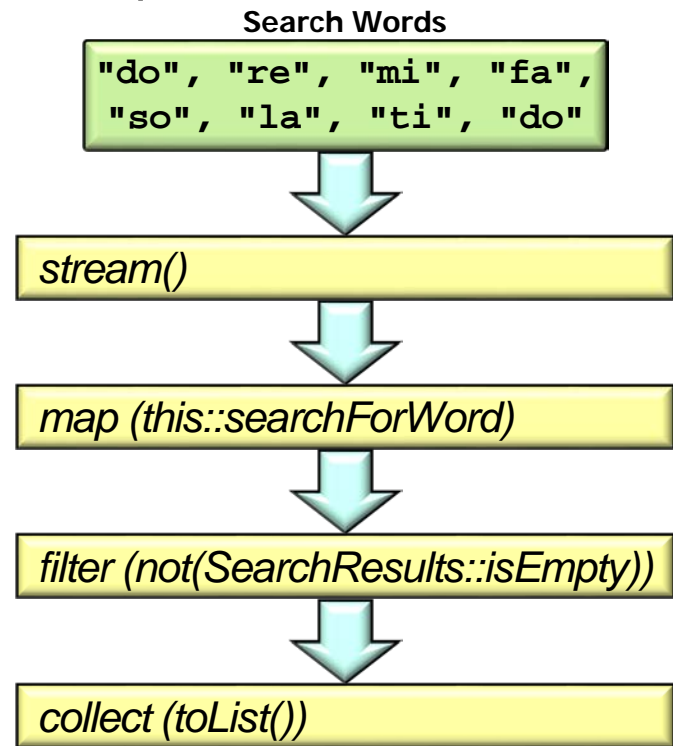 Search Words
"do", "re", "mi", "fa",
"so", "la", "ti", "do"
stream()
map (this::searchForWord)
filter (not(SearchResults::isEmpty))
collect (toList())